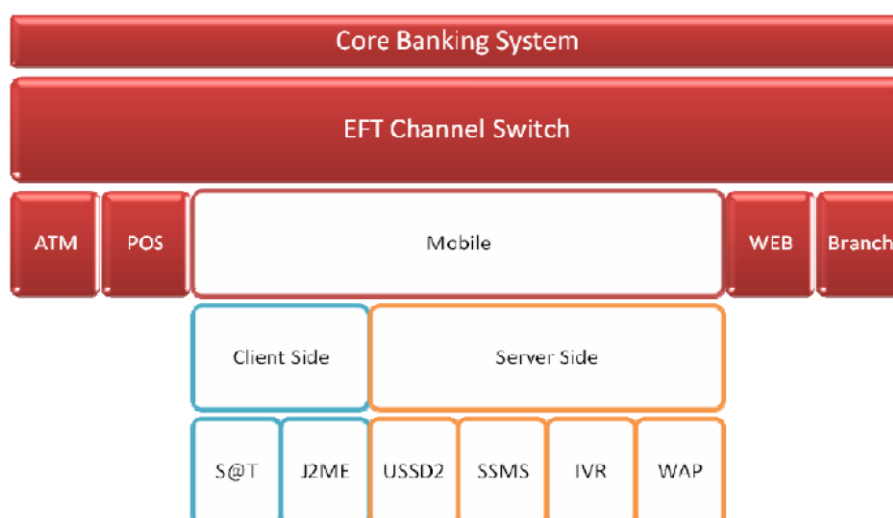 Core Banking System
EFT Channel Switch
ATM
POS
Mobile
WEB
Branch
Client Side
Server Side
S@T
J2ME
USSD2
SSMS
IVR
WAP